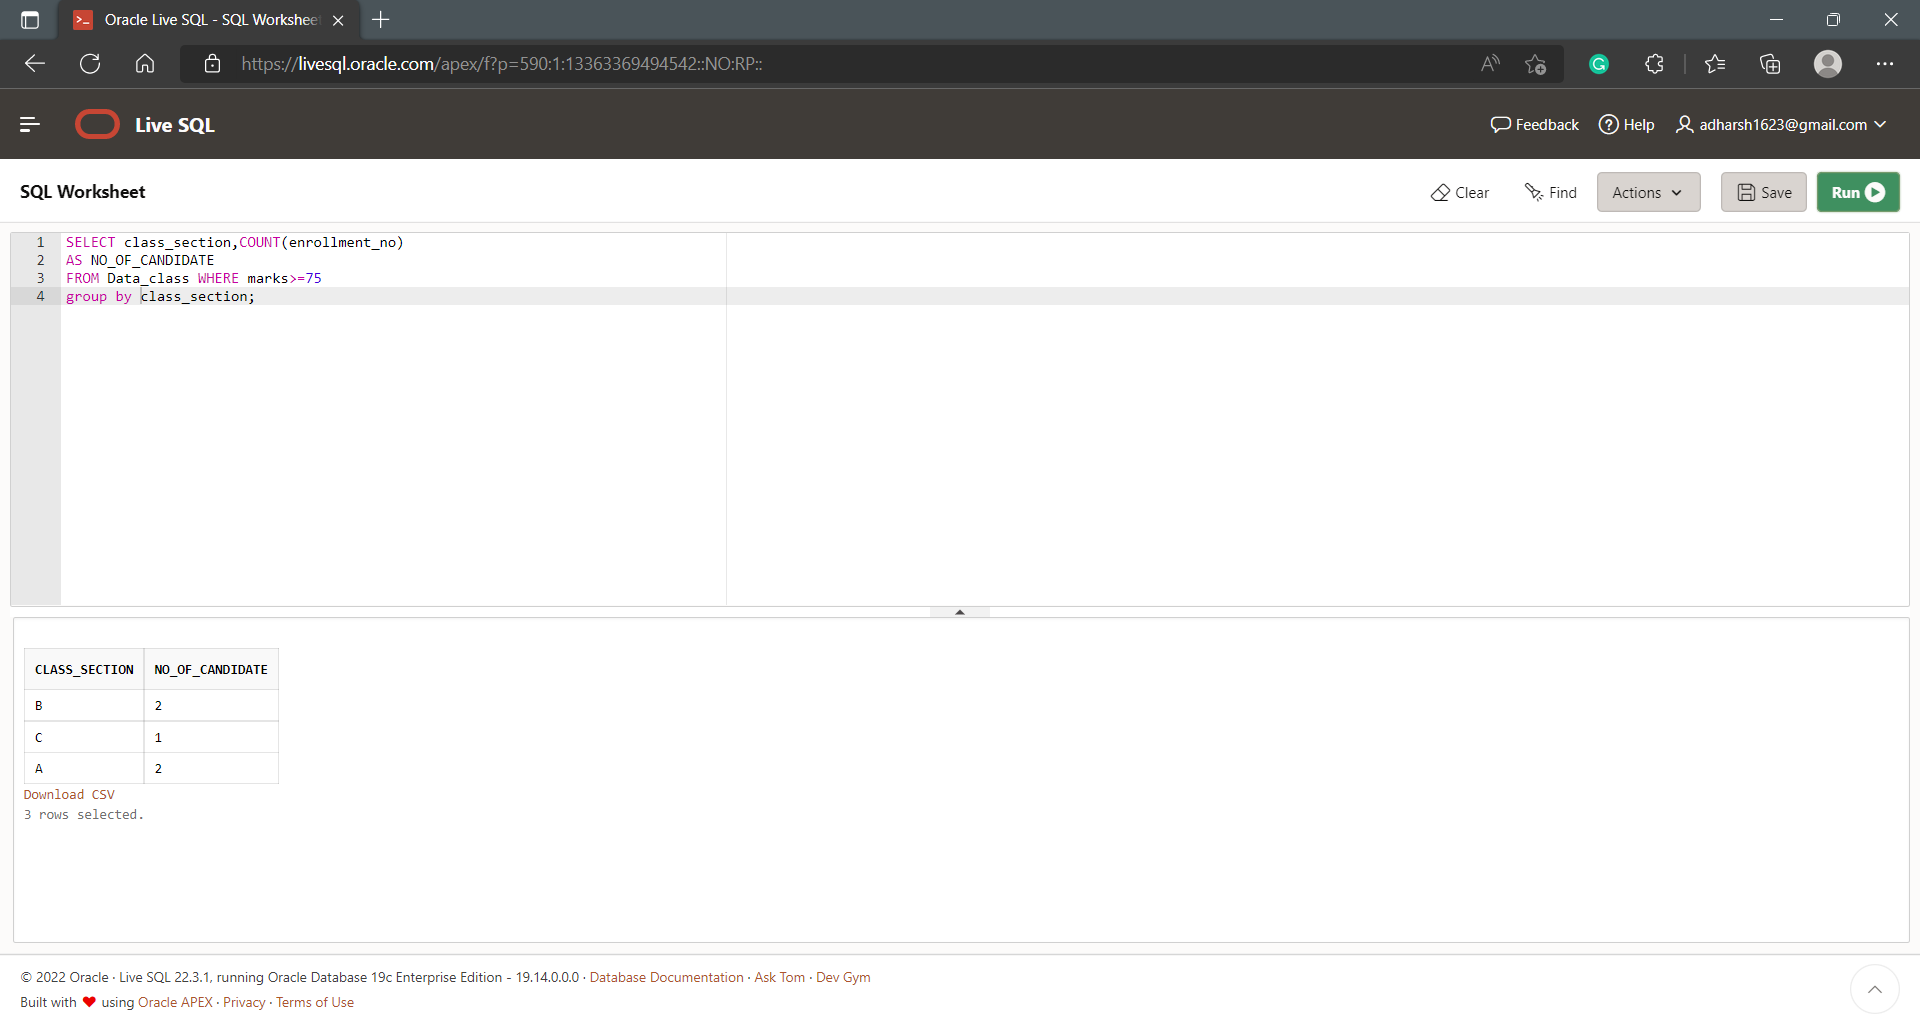 Oracle Live SQL - SQL Workshee
https://livesql.oracle.com/apex/f?p=590:1:13363369494542::NO:RP::
Live SQL
Feedback
Help
adharsh1623@gmail.com
SQL Worksheet
Clear
Find
Actions
Save
Run
1 SELECT class_section,COUNT(enrollment_no)
2 AS NO_OF_CANDIDATE
3 FROM Data_class WHERE marks>=75
4 group by class_section;
CLASS_SECTION NO_OF_CANDIDATE
B 2
C 1
A 2
Download CSV
3 rows selected.
© 2022 Oracle · Live SQL 22.3.1, running Oracle Database 19c Enterprise Edition - 19.14.0.0.0 · Database Documentation · Ask Tom · Dev Gym
Built with ❤ using Oracle APEX · Privacy · Terms of Use